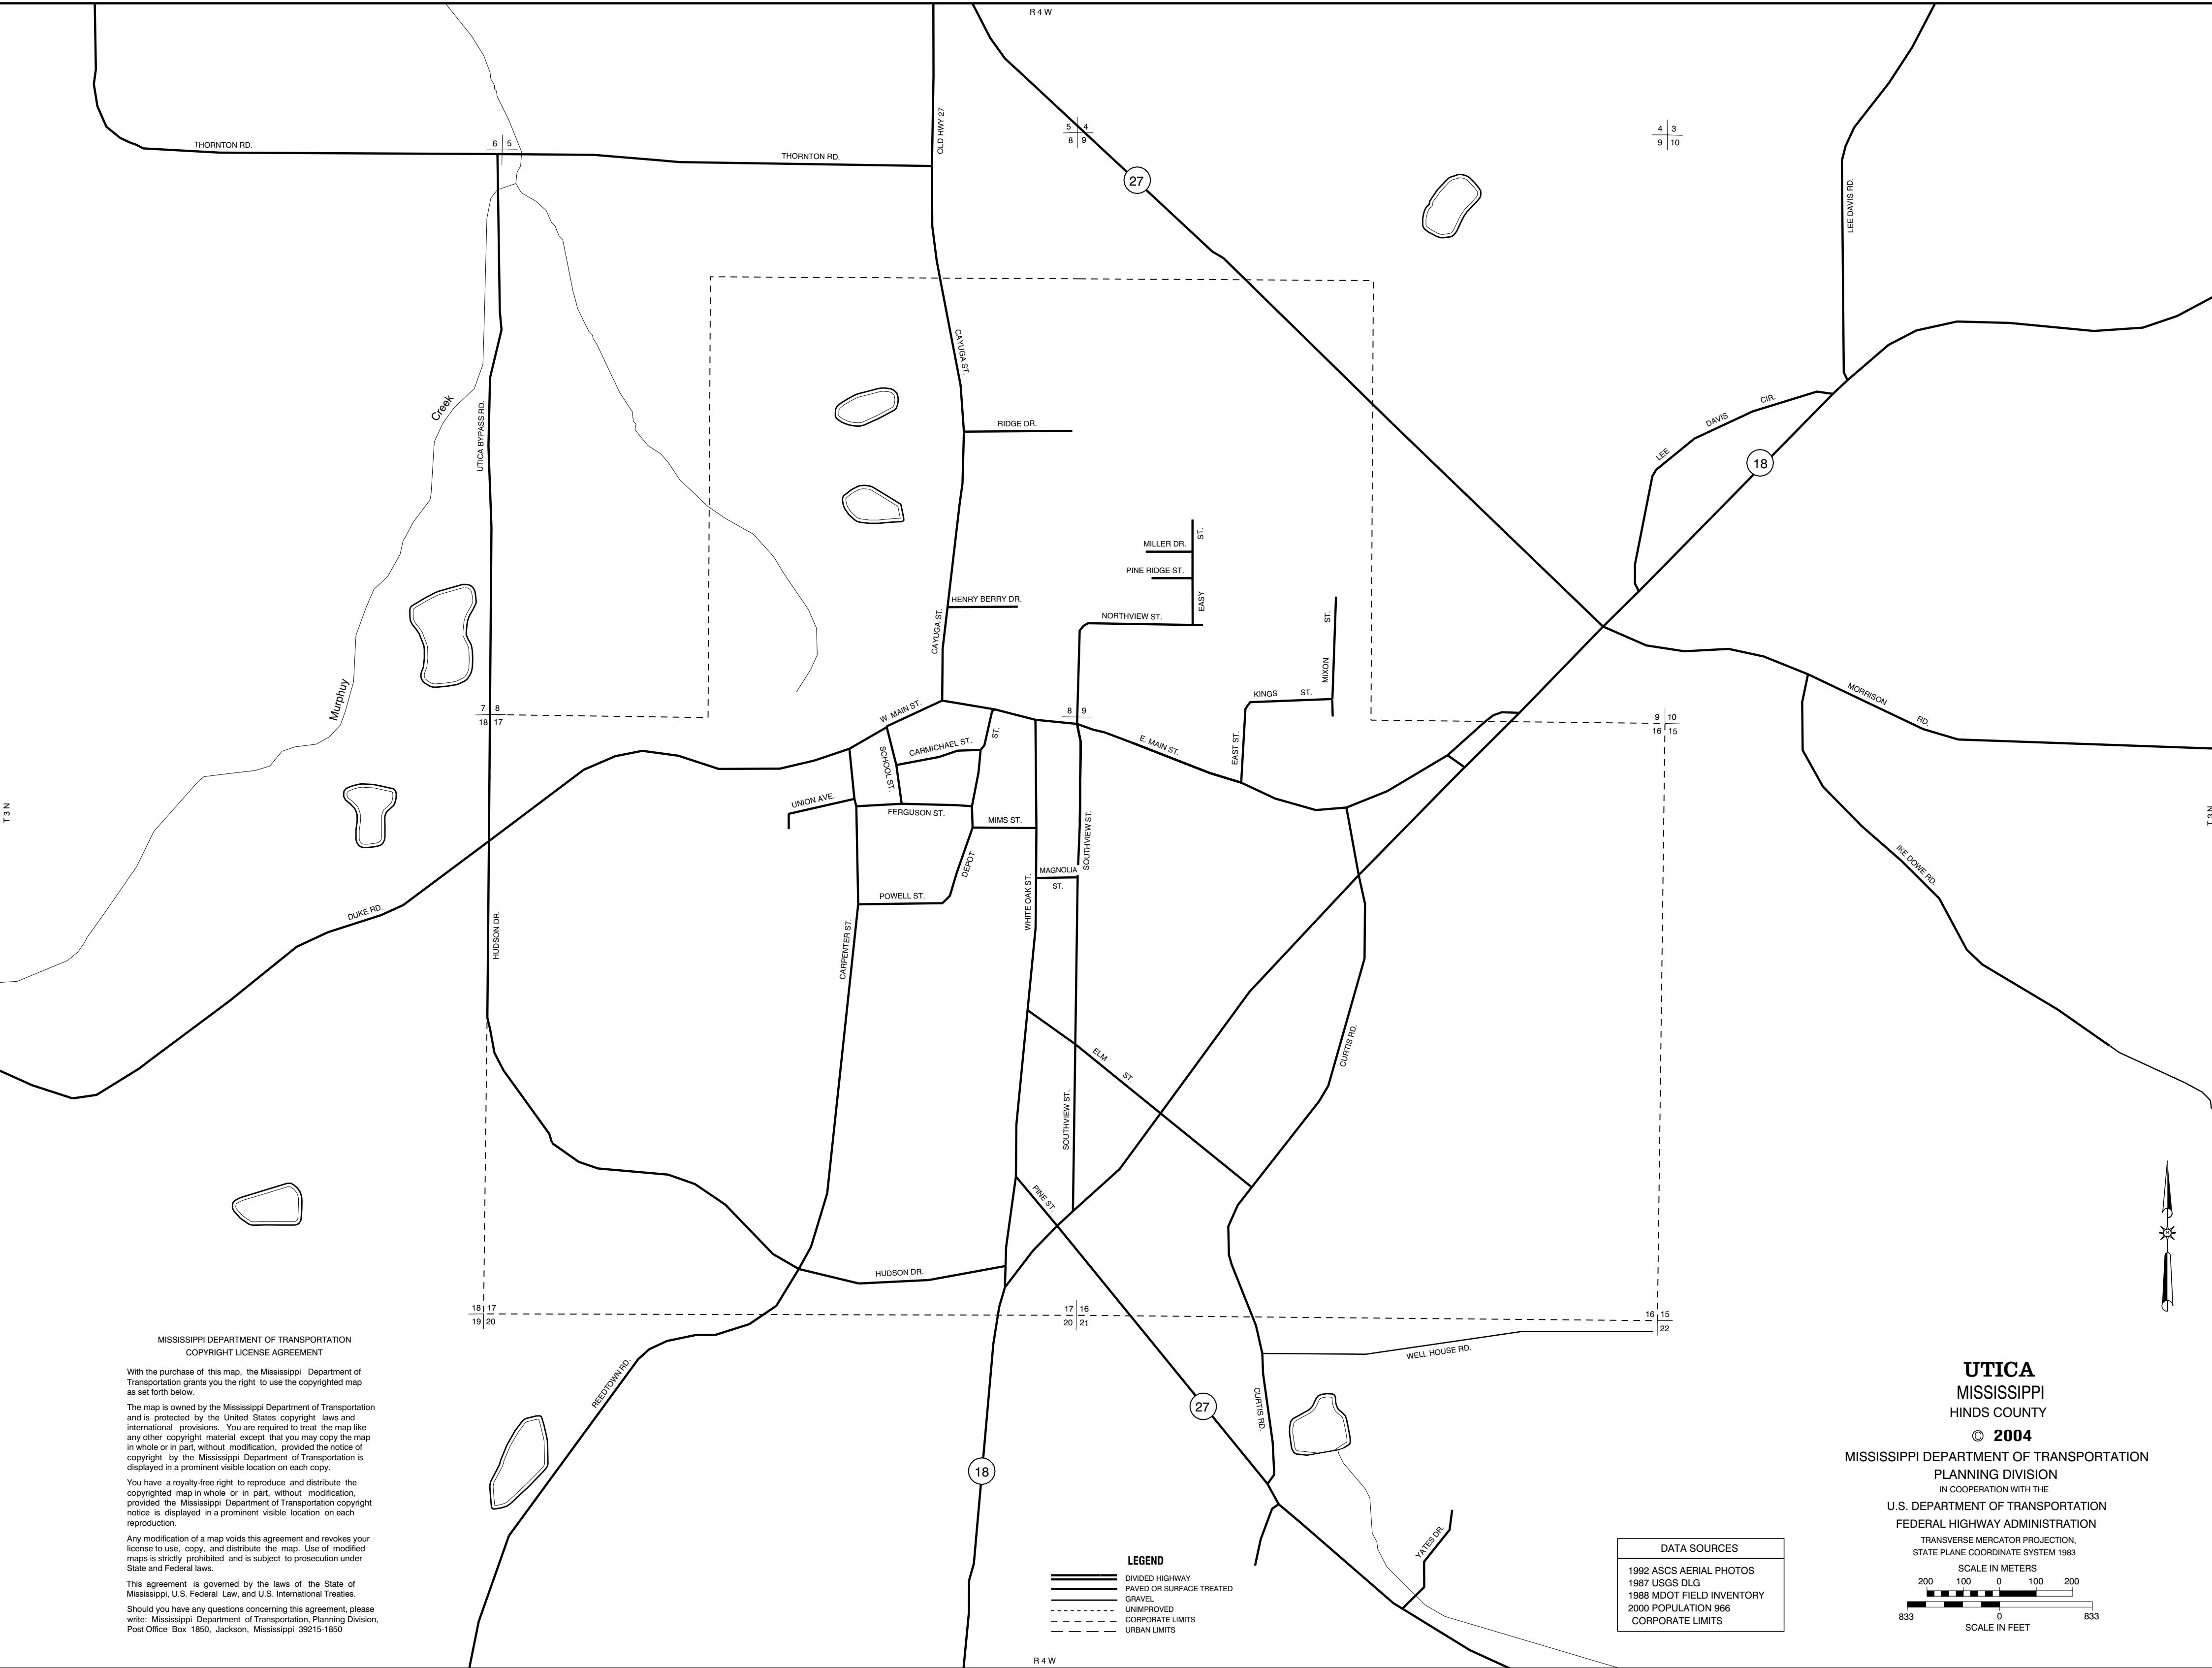 R 4 W
THORNTON RD.
6 5
THORNTON RD.
OLD HWY 27
5 4
8 9
27
4 3
9 10
LEE DAVIS RD.
CAYUGA ST.
Creek
UTICA BYPASS RD.
RIDGE DR.
LEE DAVIS CIR.
18
MILLER DR.
PINE RIDGE ST.
EASY ST.
HENRY BERRY DR.
CAYUGA ST.
NORTHVIEW ST.
MIXON ST.
KINGS ST.
Murphuy
7 8
18 17
W. MAIN ST.
8 9
E. MAIN ST.
EAST ST.
9 10
16 15
MORRISON RD.
SCHOOL ST.
CARMICHAEL ST.
UNION AVE.
FERGUSON ST.
MIMS ST.
DEPOT ST.
SOUTHVIEW ST.
T 3 N
T 3 N
MAGNOLIA
ST.
POWELL ST.
WHITE OAK ST.
IKE DOWE RD.
DUKE RD.
HUDSON DR.
CARPENTER ST.
ELM ST.
CURTIS RD.
SOUTHVIEW ST.
PINE ST.
HUDSON DR.
18 17
19 20
17 16
20 21
16 15
22
WELL HOUSE RD.
REEDTOWN RD.
CURTIS RD.
27
18
YATES DR.
MISSISSIPPI DEPARTMENT OF TRANSPORTATION
COPYRIGHT LICENSE AGREEMENT
With the purchase of this map, the Mississippi Department of
Transportation grants you the right to use the copyrighted map
as set forth below.
The map is owned by the Mississippi Department of Transportation
and is protected by the United States copyright laws and
international provisions. You are required to treat the map like
any other copyright material except that you may copy the map
in whole or in part, without modification, provided the notice of
copyright by the Mississippi Department of Transportation is
displayed in a prominent visible location on each copy.
You have a royalty-free right to reproduce and distribute the
copyrighted map in whole or in part, without modification,
provided the Mississippi Department of Transportation copyright
notice is displayed in a prominent visible location on each
reproduction.
Any modification of a map voids this agreement and revokes your
license to use, copy, and distribute the map. Use of modified
maps is strictly prohibited and is subject to prosecution under
State and Federal laws.
This agreement is governed by the laws of the State of
Mississippi, U.S. Federal Law, and U.S. International Treaties.
Should you have any questions concerning this agreement, please
write: Mississippi Department of Transportation, Planning Division,
Post Office Box 1850, Jackson, Mississippi 39215-1850
LEGEND
DIVIDED HIGHWAY
PAVED OR SURFACE TREATED
GRAVEL
UNIMPROVED
CORPORATE LIMITS
URBAN LIMITS
R 4 W
DATA SOURCES
1992 ASCS AERIAL PHOTOS
1987 USGS DLG
1988 MDOT FIELD INVENTORY
2000 POPULATION 966
CORPORATE LIMITS
UTICA
MISSISSIPPI
HINDS COUNTY
© 2004
MISSISSIPPI DEPARTMENT OF TRANSPORTATION
PLANNING DIVISION
IN COOPERATION WITH THE
U.S. DEPARTMENT OF TRANSPORTATION
FEDERAL HIGHWAY ADMINISTRATION
TRANSVERSE MERCATOR PROJECTION,
STATE PLANE COORDINATE SYSTEM 1983
SCALE IN METERS
200 100 0 100 200
833 0 833
SCALE IN FEET